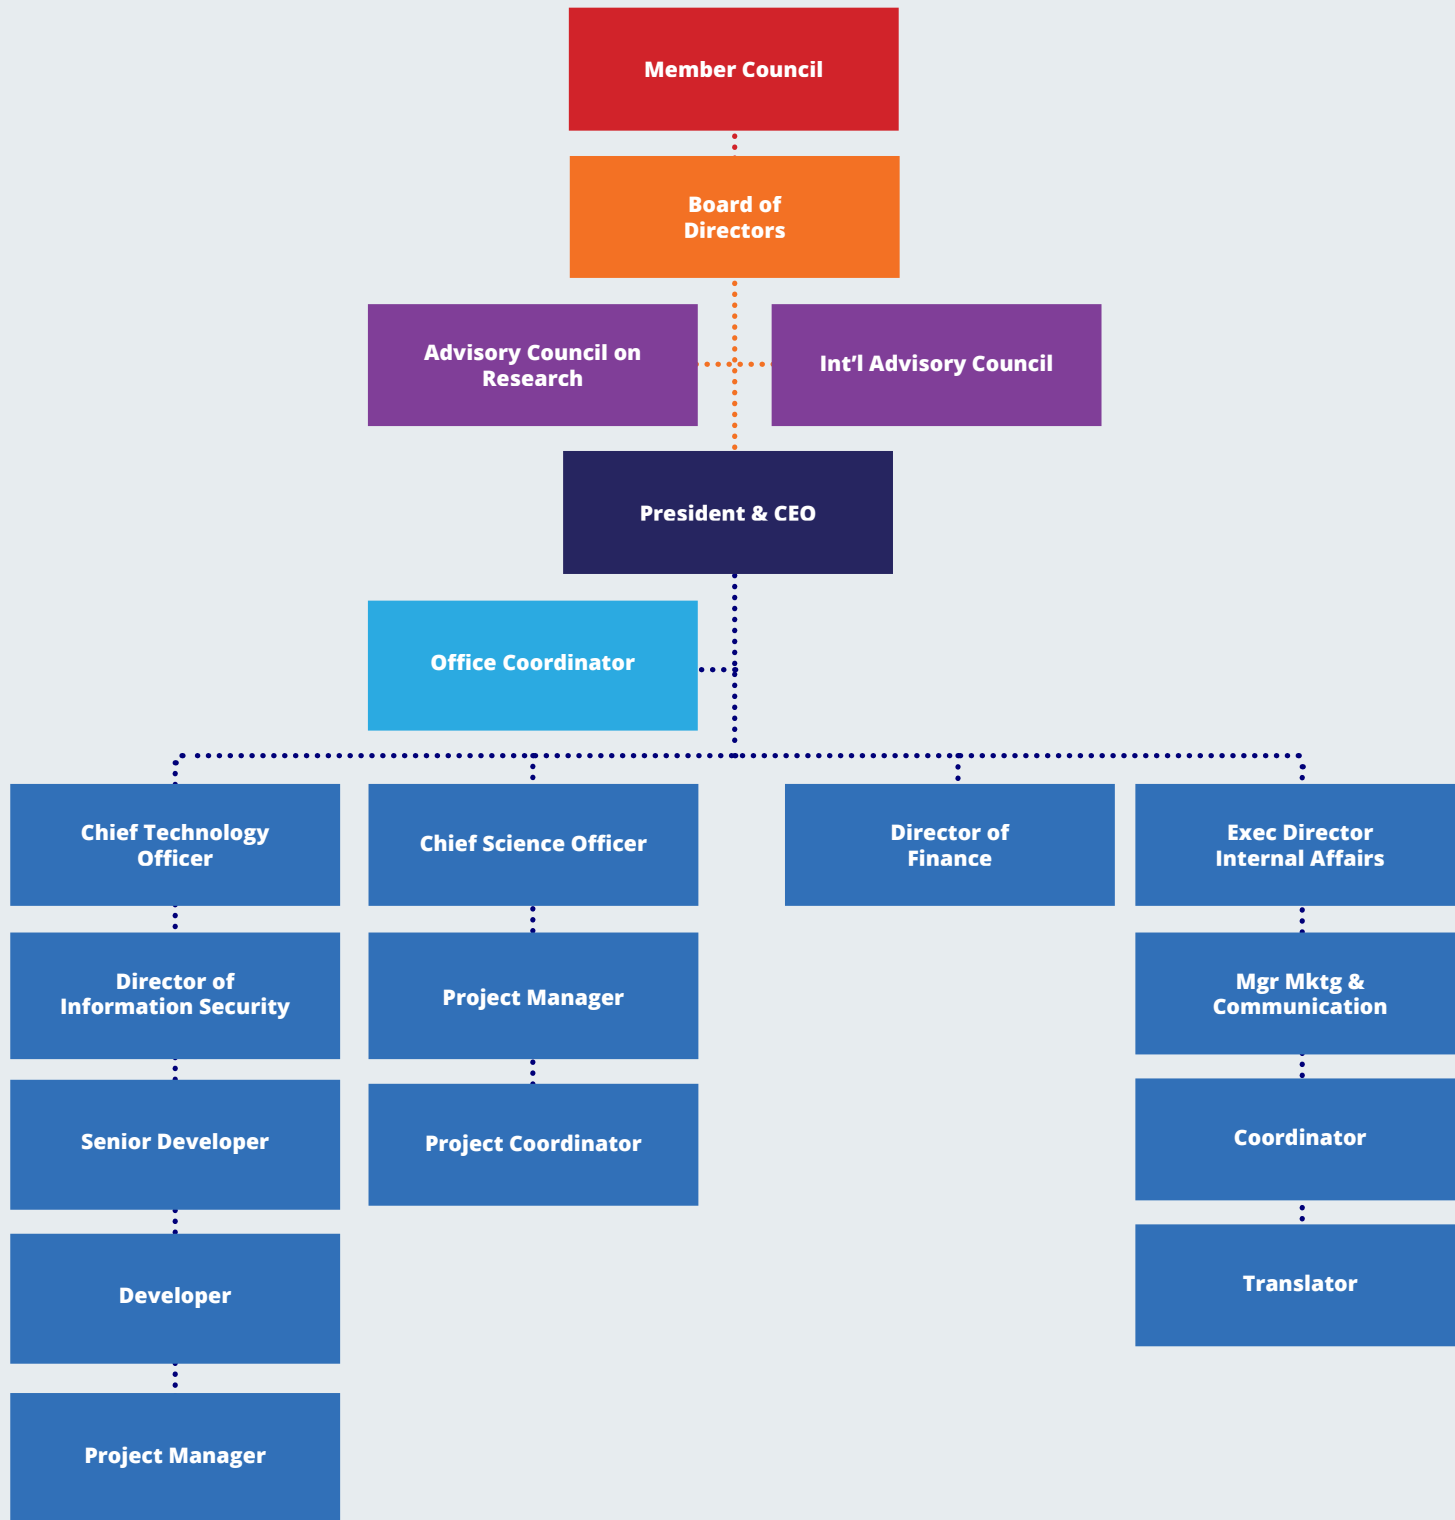 Member Council
Board of
Directors
Advisory Council on
Research
Int’l Advisory Council
President & CEO
Office Coordinator
Chief Technology
Officer
Chief Science Officer
Director of
Finance
Exec Director
Internal Affairs
Director of
Information Security
Project Manager
Mgr Mktg &
Communication
Senior Developer
Project Coordinator
Coordinator
Developer
Translator
Project Manager